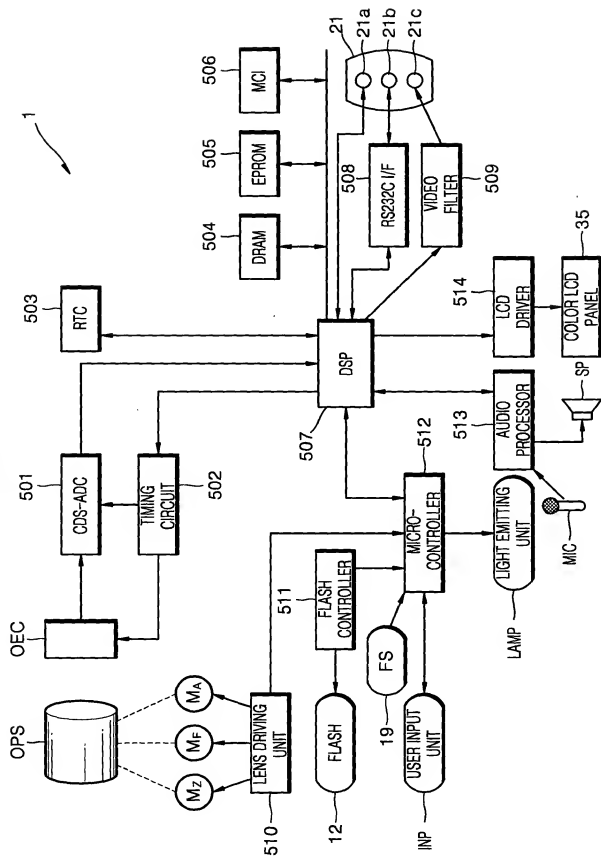 1
OPS
OEC
501
CDS-ADC
TIMING
CIRCUIT
502
503
RTC
504
DRAM
505
EPROM
506
MCI
MZ
MF
MA
LENS DRIVING
UNIT
510
507
DSP
21
21a
21b
21c
RS232C I/F
508
VIDEO
FILTER
509
511
FLASH
CONTROLLER
FLASH
12
FS
19
USER INPUT
UNIT
INP
MICRO-
CONTROLLER
512
LIGHT EMITTING
UNIT
LAMP
513
AUDIO
PROCESSOR
MIC
SP
514
LCD
DRIVER
COLOR LCD
PANEL
35